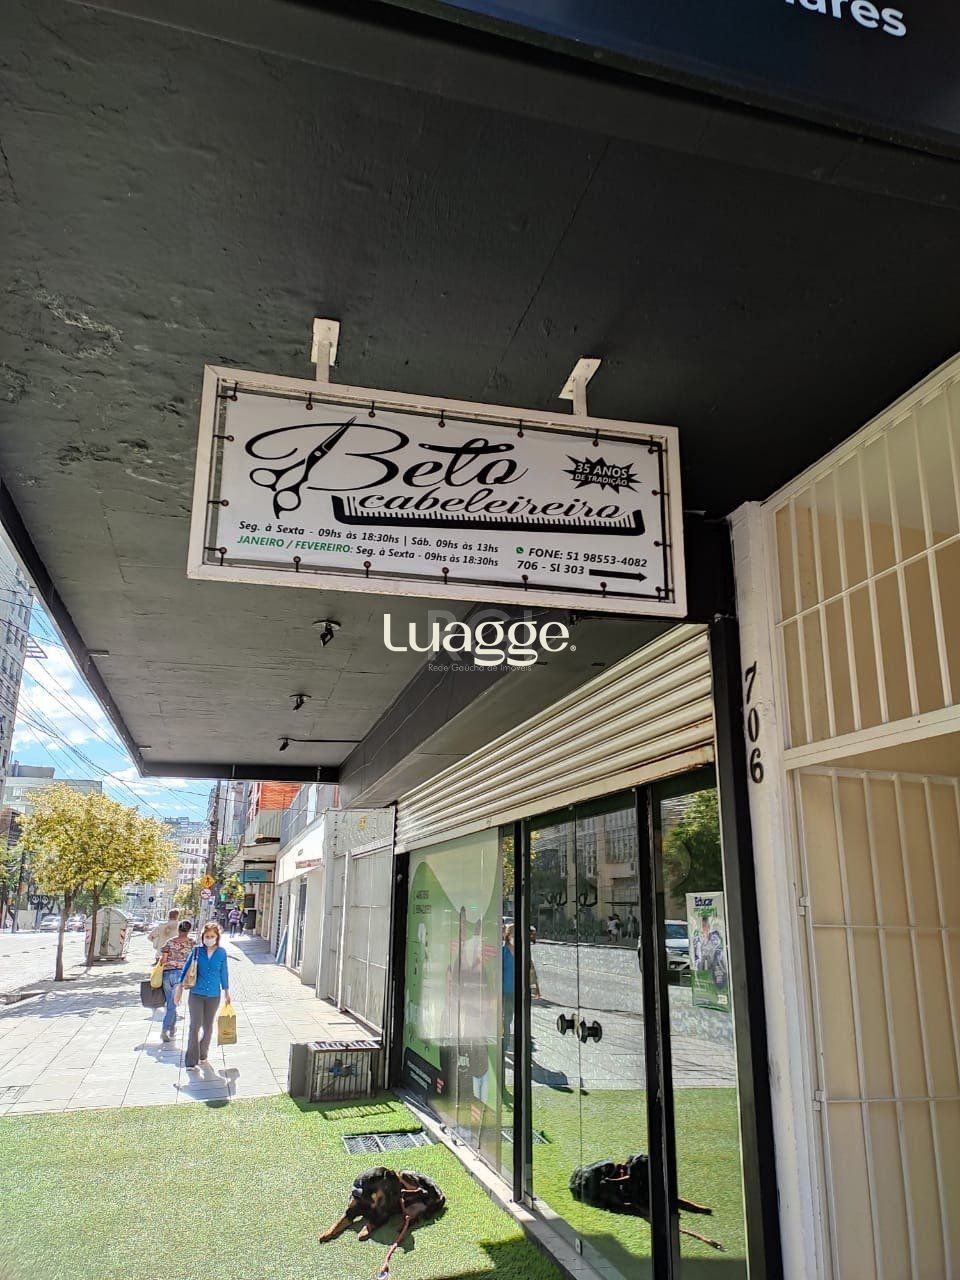 ares
Beto
cabeleireiro
35 ANOS
DE TRADIÇÃO
Seg. à Sexta - 09hs às 18:30hs | Sáb. 09hs às 13hs
JANEIRO / FEVEREIRO: Seg. à Sexta - 09hs às 18:30hs
FONE: 51 98553-4082
706 - Sl 303
Luagge
Rede Gaúcha de Imóveis
706
Educar